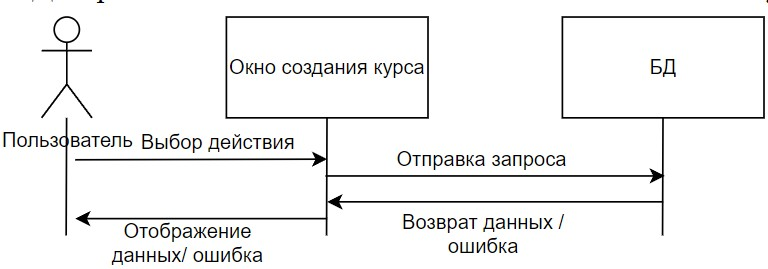 Окно создания курса
БД
Пользователь
Выбор действия
Отправка запроса
Возврат данных /
ошибка
Отображение
данных/ ошибка